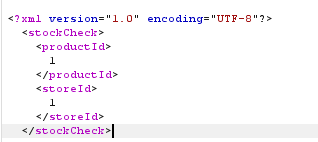 <?xml version="1.0" encoding="UTF-8"?>
<stockCheck>
<productId>
1
</productId>
<storeId>
1
</storeId>
</stockCheck>